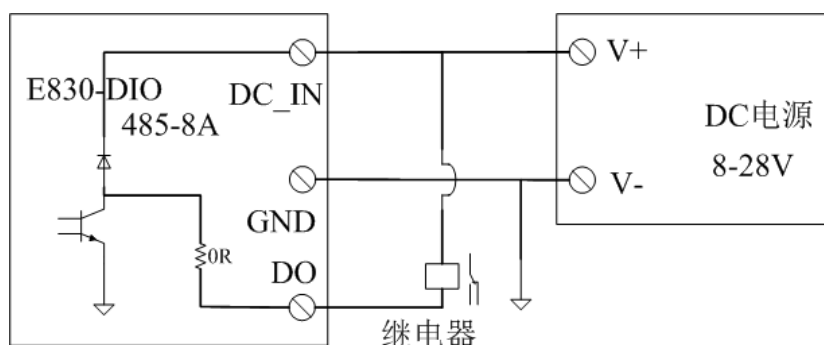 E830-DIO
485-8A
DC_IN
GND
0R
DO
V+
V-
DC电源
8-28V
继电器